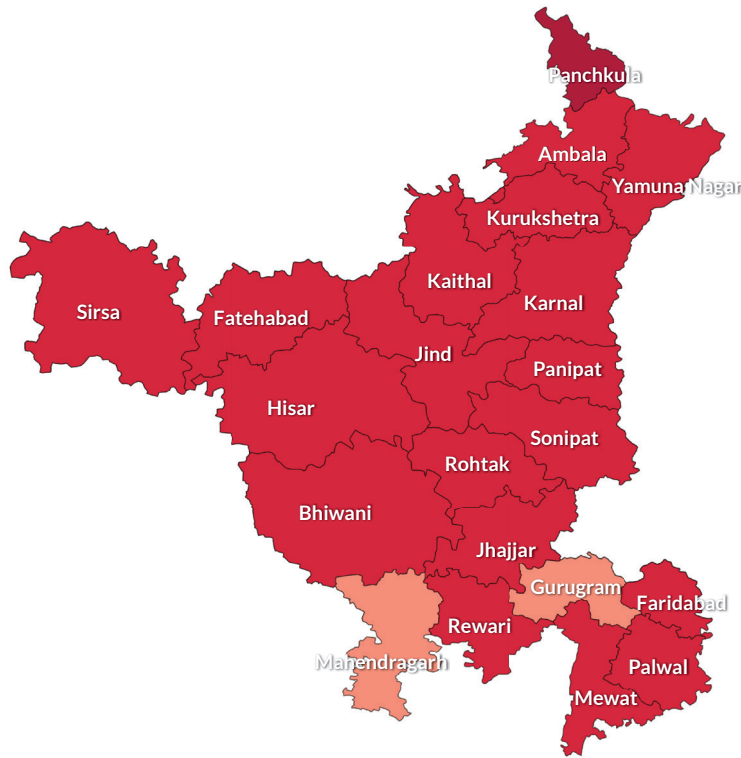 Panchkula
Ambala
Yamuna Nagar
Kurukshetra
Kaithal
Karnal
Sirsa
Fatehabad
Jind
Panipat
Hisar
Sonipat
Rohtak
Bhiwani
Jhajjar
Gurugram
Faridabad
Rewari
Mahendragarh
Palwal
Mewat